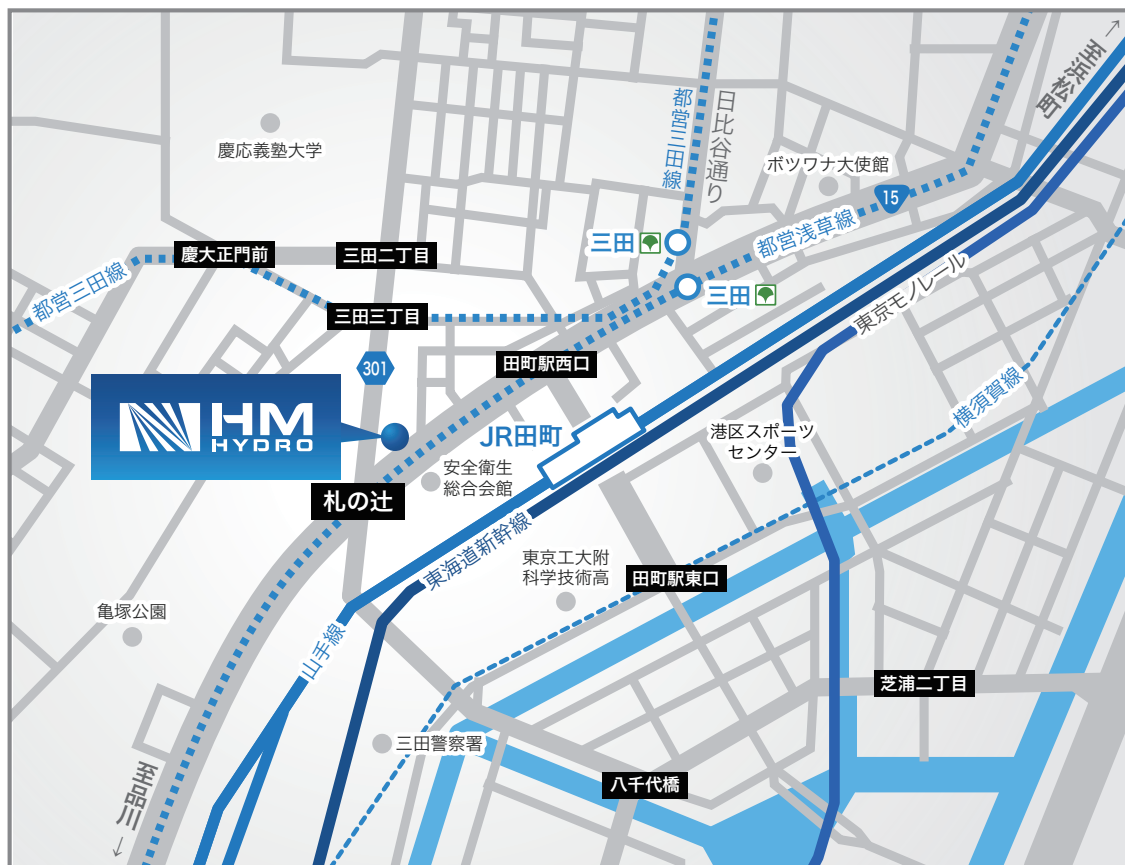 →
至浜松町
都営三田線
日比谷通り
慶応義塾大学
ボツワナ大使館
15
都営浅草線
三田
慶大正門前
三田二丁目
都営三田線
三田
東京モノレール
三田三丁目
301
田町駅西口
横須賀線
HM
HYDRO
JR田町
港区スポーツ
センター
安全衛生
総合会館
札の辻
東海道新幹線
東京工大附
科学技術高
田町駅東口
亀塚公園
山手線
芝浦二丁目
三田警察署
至品川
←
八千代橋